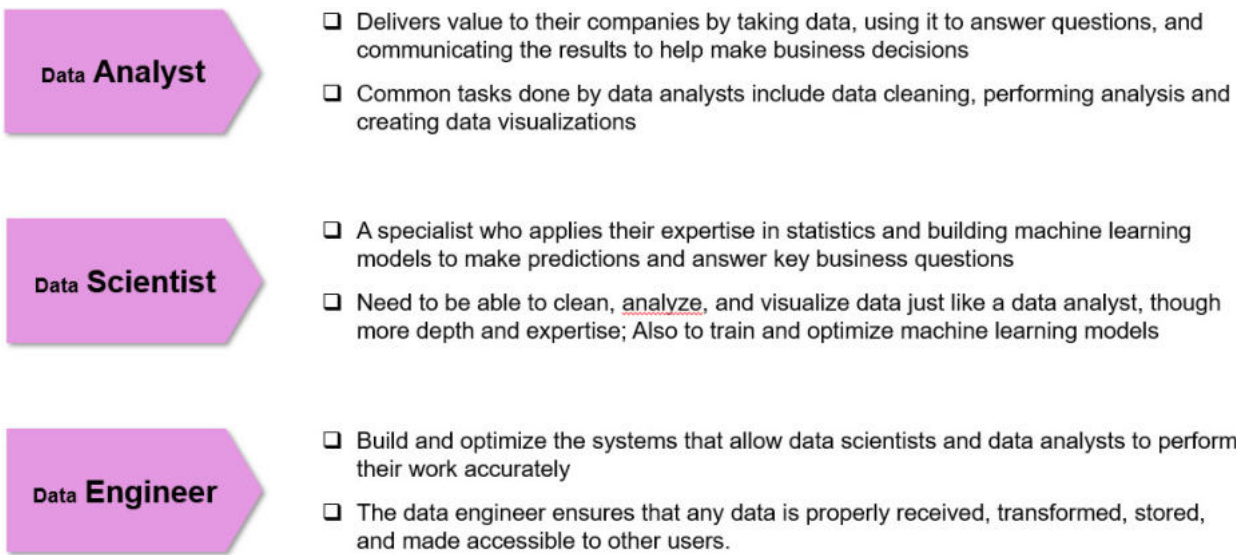 Data Analyst
❑ Delivers value to their companies by taking data, using it to answer questions, and
communicating the results to help make business decisions
❑ Common tasks done by data analysts include data cleaning, performing analysis and
creating data visualizations
Data Scientist
❑ A specialist who applies their expertise in statistics and building machine learning
models to make predictions and answer key business questions
❑ Need to be able to clean, analyze, and visualize data just like a data analyst, though
more depth and expertise; Also to train and optimize machine learning models
Data Engineer
❑ Build and optimize the systems that allow data scientists and data analysts to perform
their work accurately
❑ The data engineer ensures that any data is properly received, transformed, stored,
and made accessible to other users.